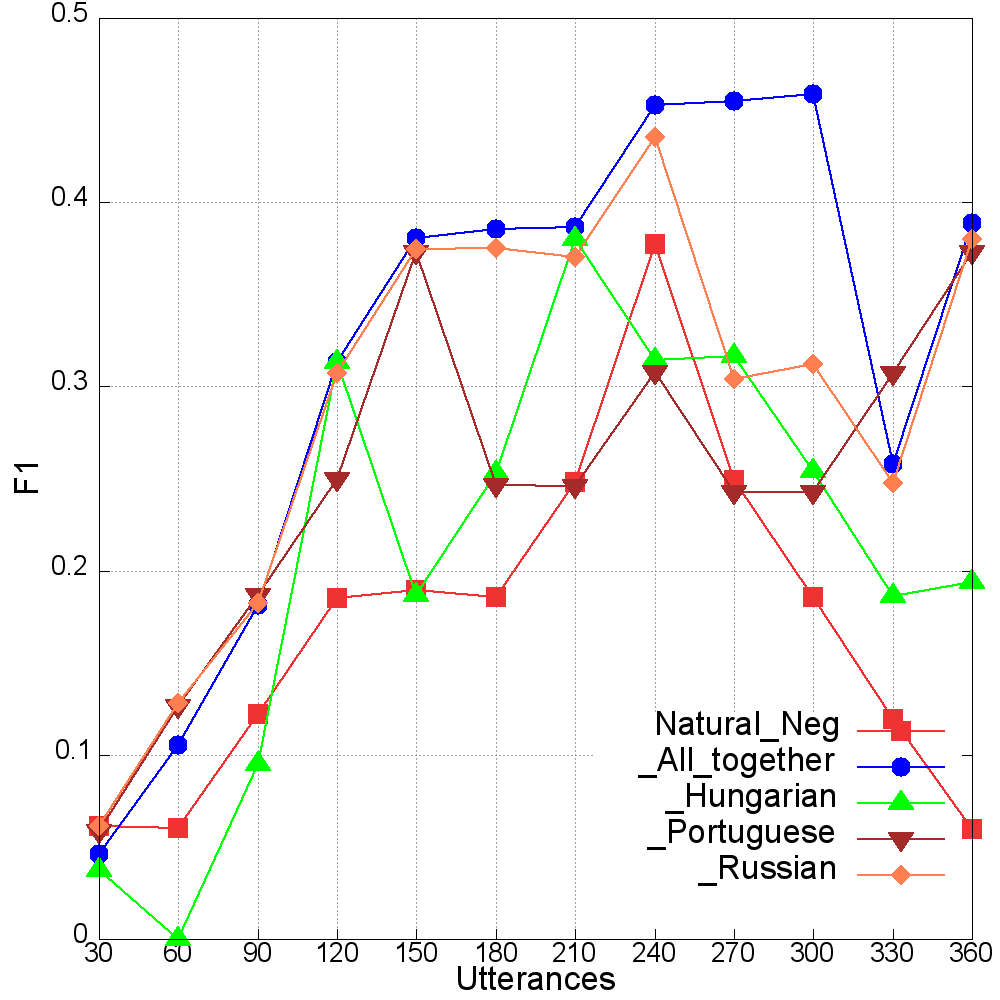 0.5
0.4
0.3
0.2
0.1
0
F1
30 60 90 120 150 180 210 240 270 300 330 360
Utterances
Natural_Neg
_All_together
_Hungarian
_Portuguese
_Russian